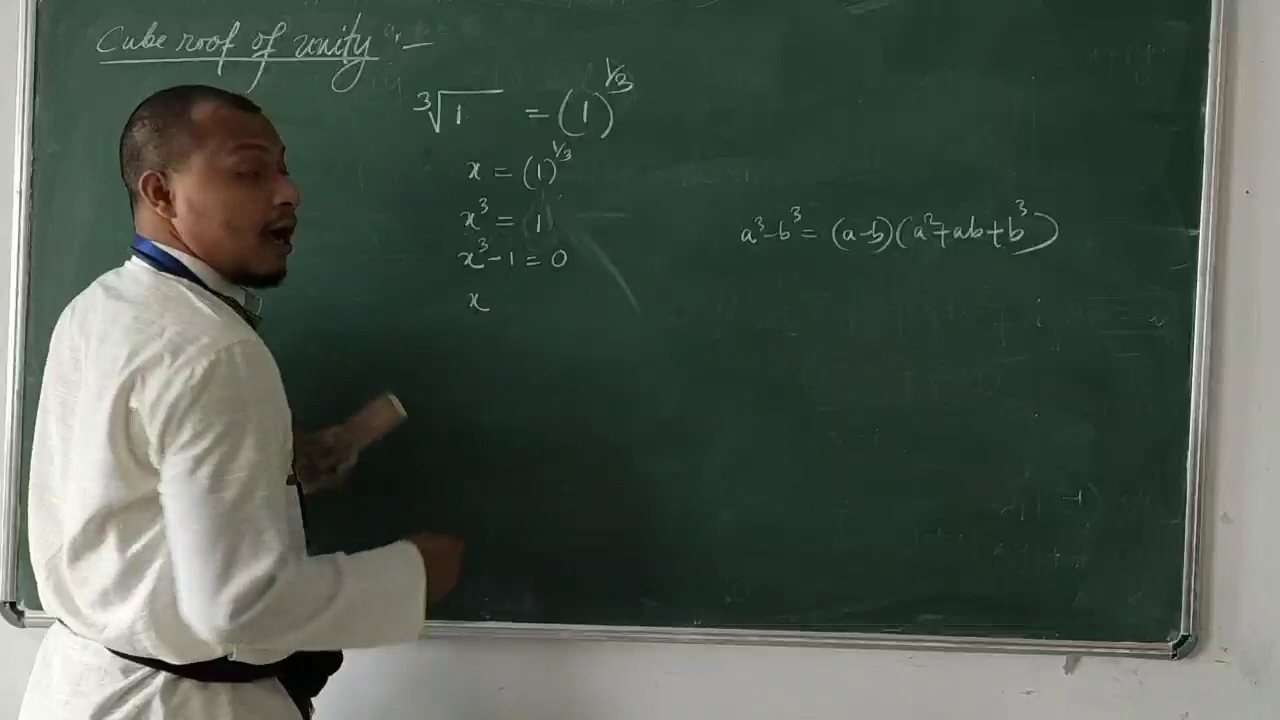 Cube roof of unity :-
∛1 = (1)^1/3
x = (1)^1/3
x³ = 1
x³ - 1 = 0
a³-b³ = (a-b)(a²+ab+b³)
x